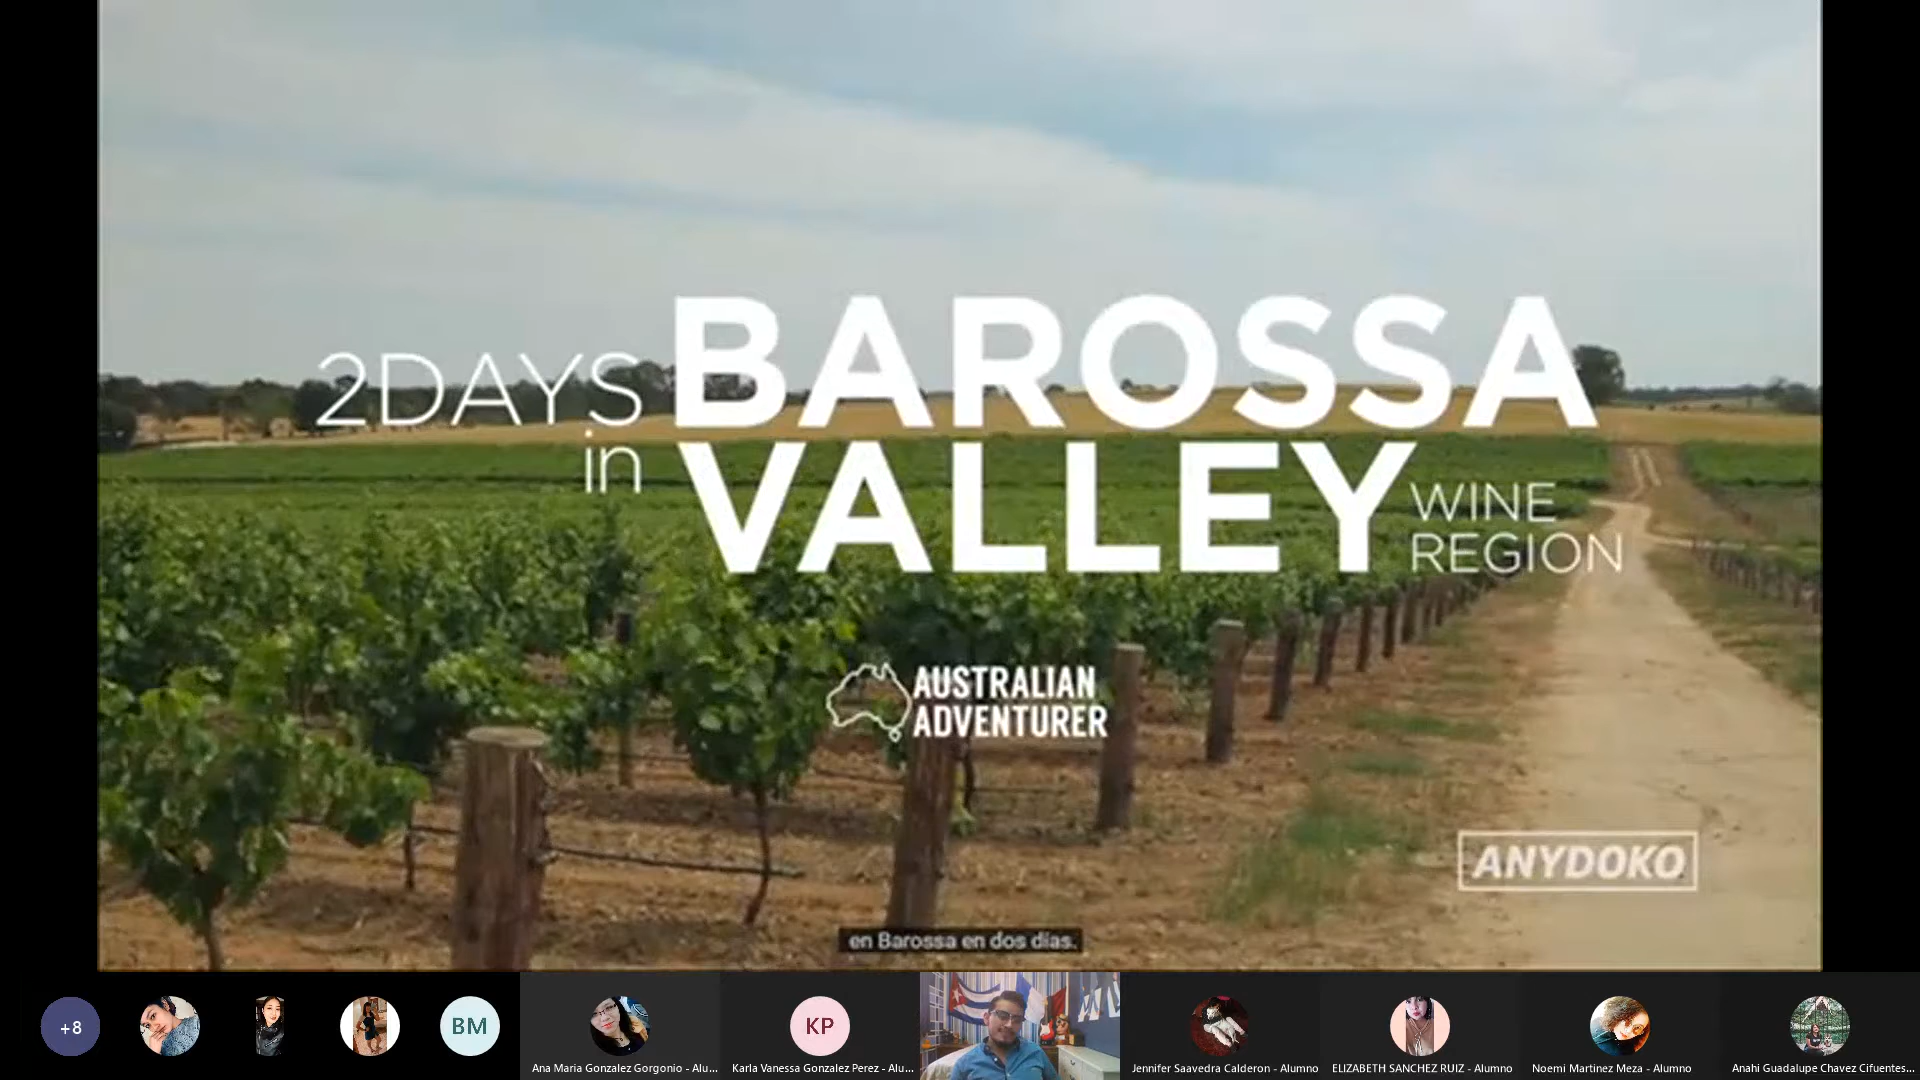 2DAYS
in
BAROSSA
VALLEY
WINE
REGION
AUSTRALIAN
ADVENTURER
ANYDOKO
en Barossa en dos días.
+8
BM
Ana Maria Gonzalez Gorgonio - Alu...
KP
Karla Vanessa Gonzalez Perez - Alu...
Jennifer Saavedra Calderon - Alumno
ELIZABETH SANCHEZ RUIZ - Alumno
Noemi Martinez Meza - Alumno
Anahi Guadalupe Chavez Cifuentes...